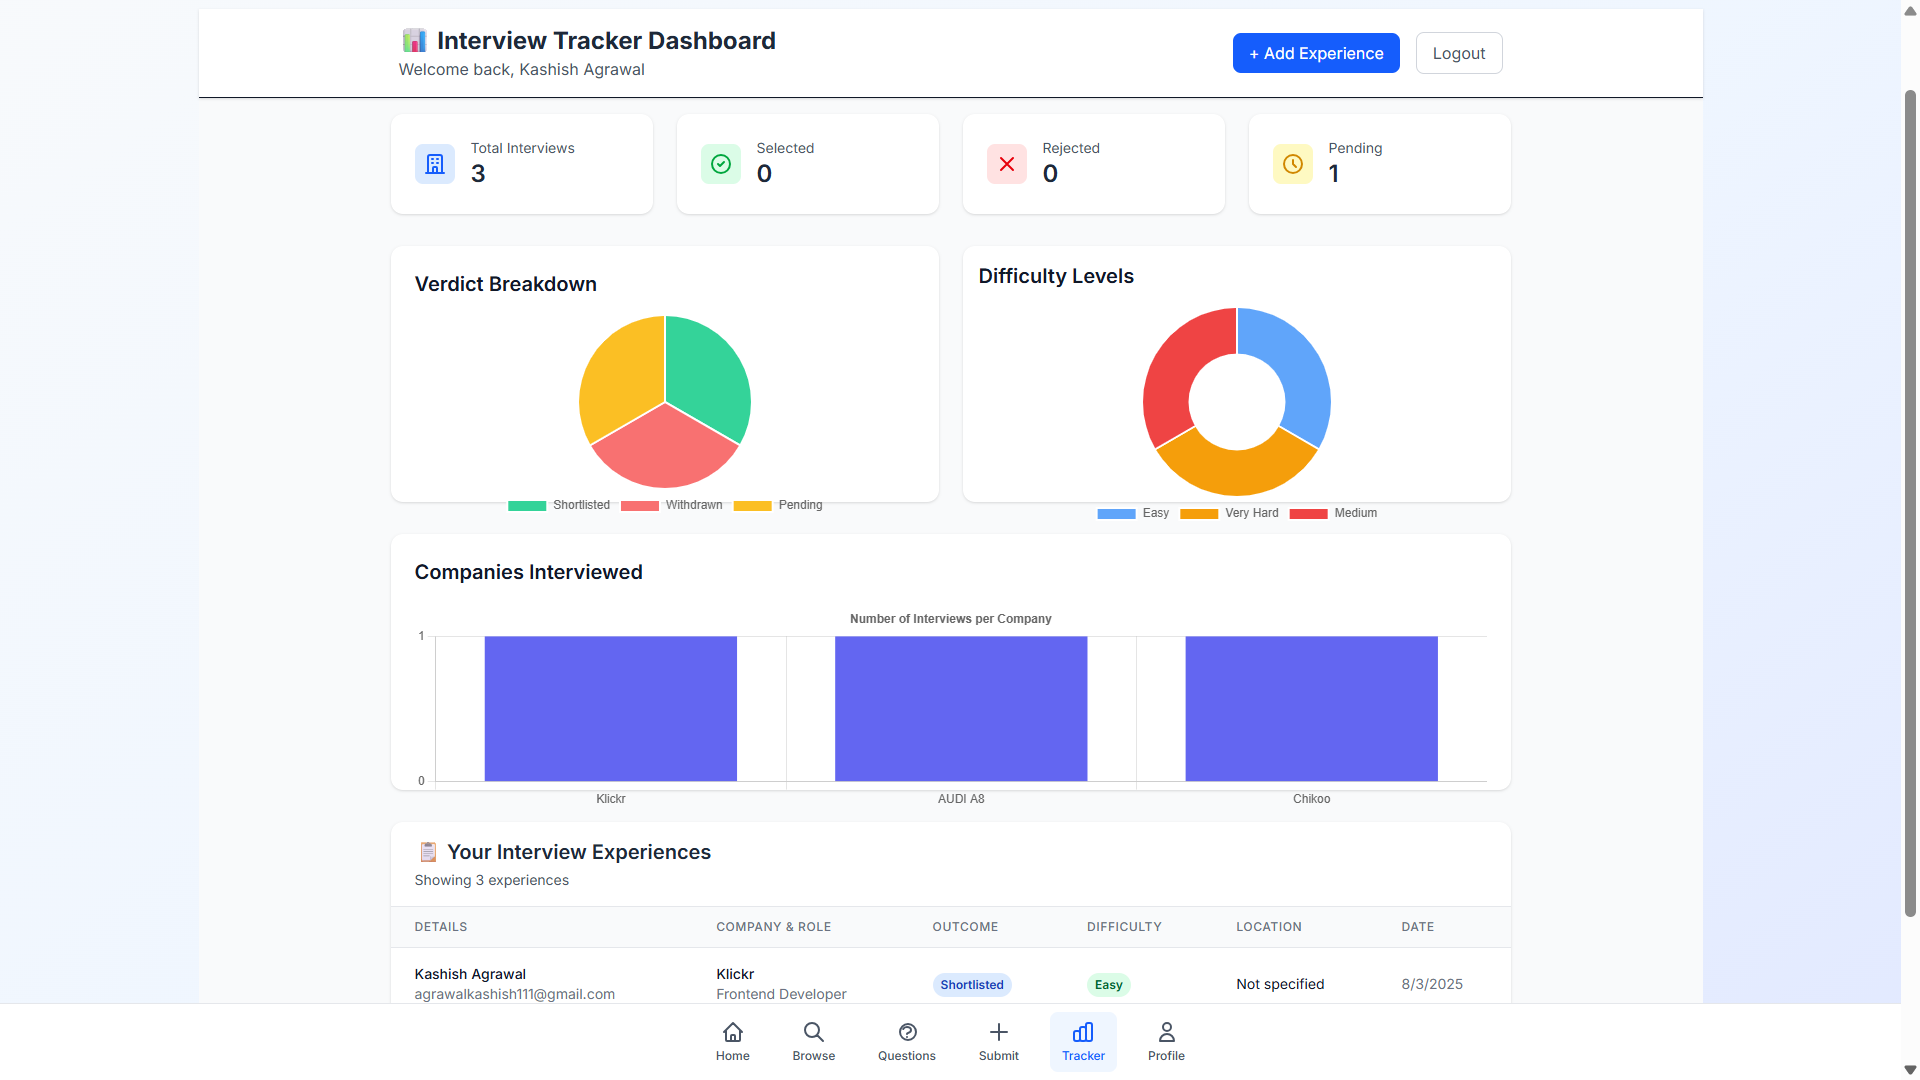 Interview Tracker Dashboard
Welcome back, Kashish Agrawal
+ Add Experience
Logout
Total Interviews
3
Selected
0
Rejected
0
Pending
1
Verdict Breakdown
Shortlisted
Withdrawn
Pending
Difficulty Levels
Easy
Very Hard
Medium
Companies Interviewed
Number of Interviews per Company
1
0
Klickr
AUDI A8
Chikoo
Your Interview Experiences
Showing 3 experiences
DETAILS COMPANY & ROLE OUTCOME DIFFICULTY LOCATION DATE
Kashish Agrawal
agrawalkashish111@gmail.com
Klickr
Frontend Developer
Shortlisted
Easy
Not specified
8/3/2025
Home
Browse
Questions
Submit
Tracker
Profile